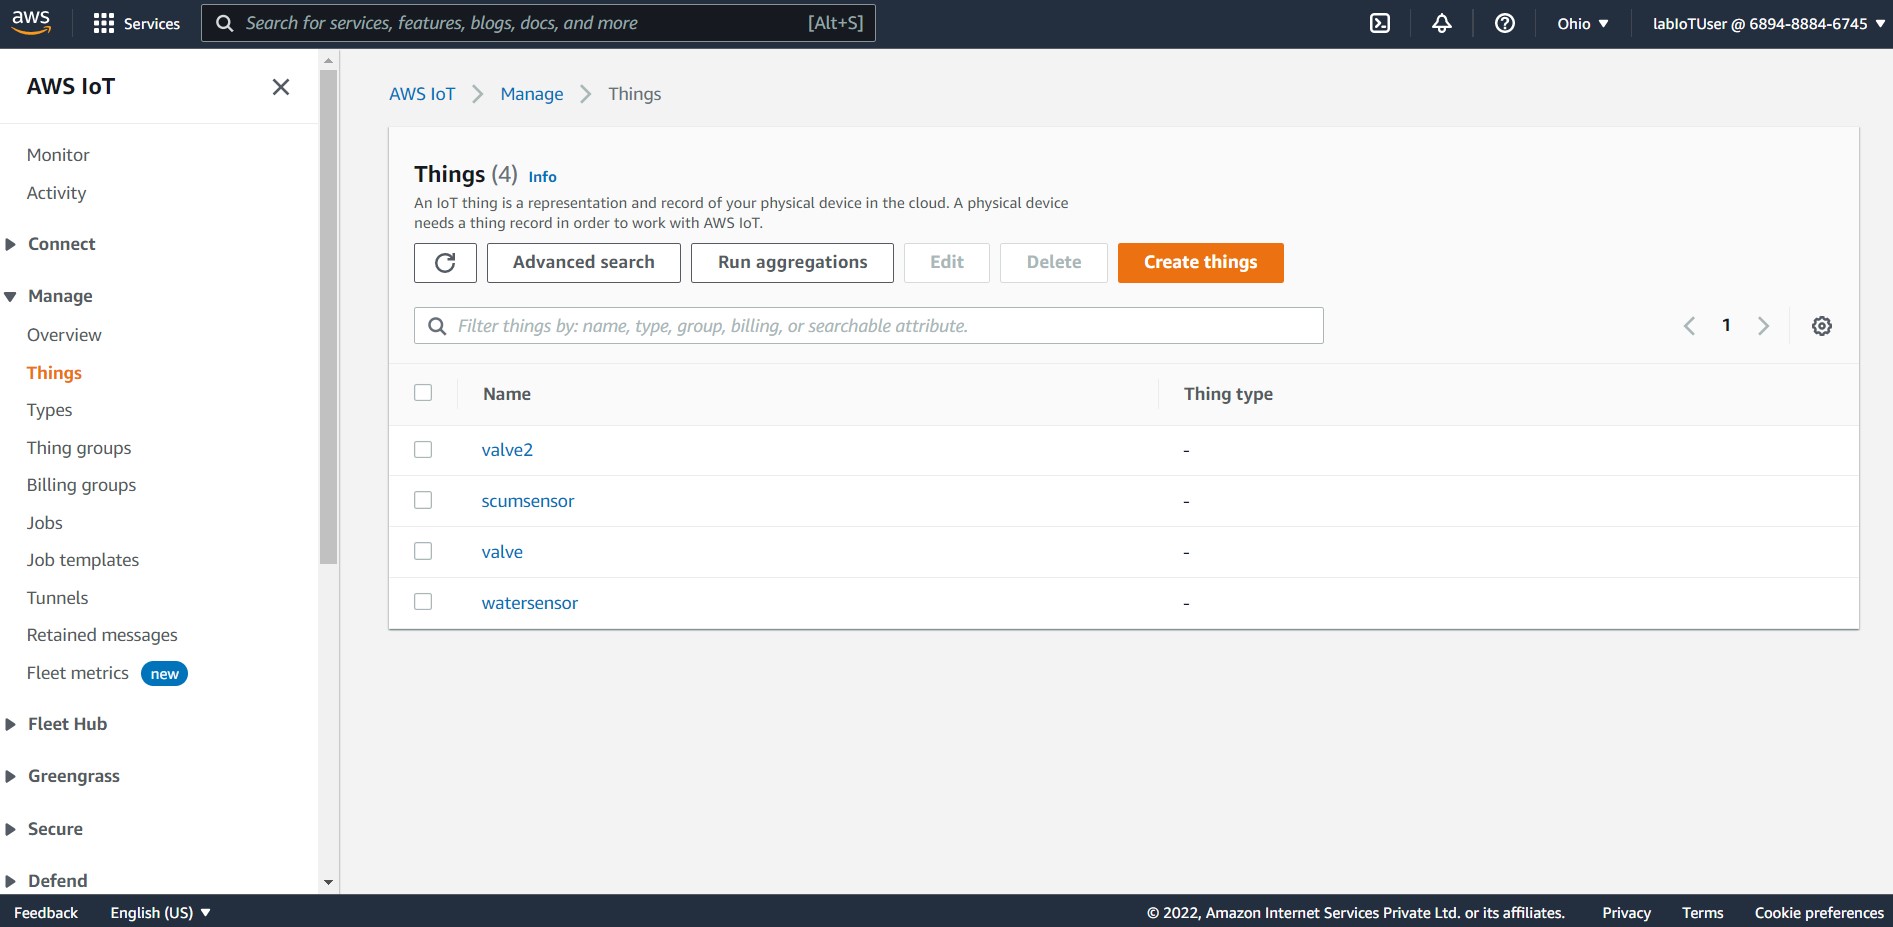 aws
Services
Search for services, features, blogs, docs, and more
[Alt+S]
Ohio
labIoTUser @ 6894-8884-6745
AWS IoT
Monitor
Activity
Connect
Manage
Overview
Things
Types
Thing groups
Billing groups
Jobs
Job templates
Tunnels
Retained messages
Fleet metrics new
Fleet Hub
Greengrass
Secure
Defend
AWS IoT > Manage > Things
Things (4) Info
An IoT thing is a representation and record of your physical device in the cloud. A physical device
needs a thing record in order to work with AWS IoT.
Advanced search
Run aggregations
Edit
Delete
Create things
Filter things by: name, type, group, billing, or searchable attribute.
1
Name Thing type
valve2 -
scumsensor -
valve -
watersensor -
Feedback
English (US)
© 2022, Amazon Internet Services Private Ltd. or its affiliates.
Privacy
Terms
Cookie preferences